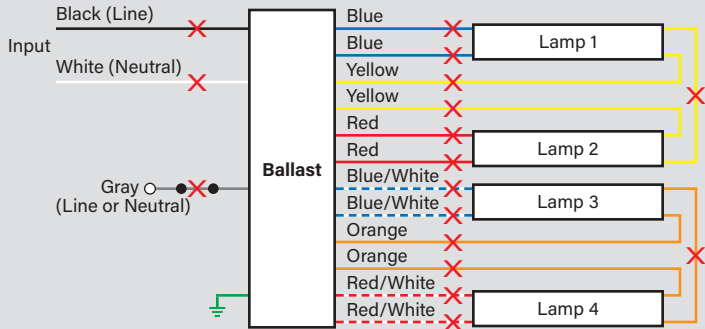 Black (Line)
Input
White (Neutral)
Gray
(Line or Neutral)
Ballast
Blue
Blue
Yellow
Yellow
Red
Red
Blue/White
Blue/White
Orange
Orange
Red/White
Red/White
Lamp 1
Lamp 2
Lamp 3
Lamp 4